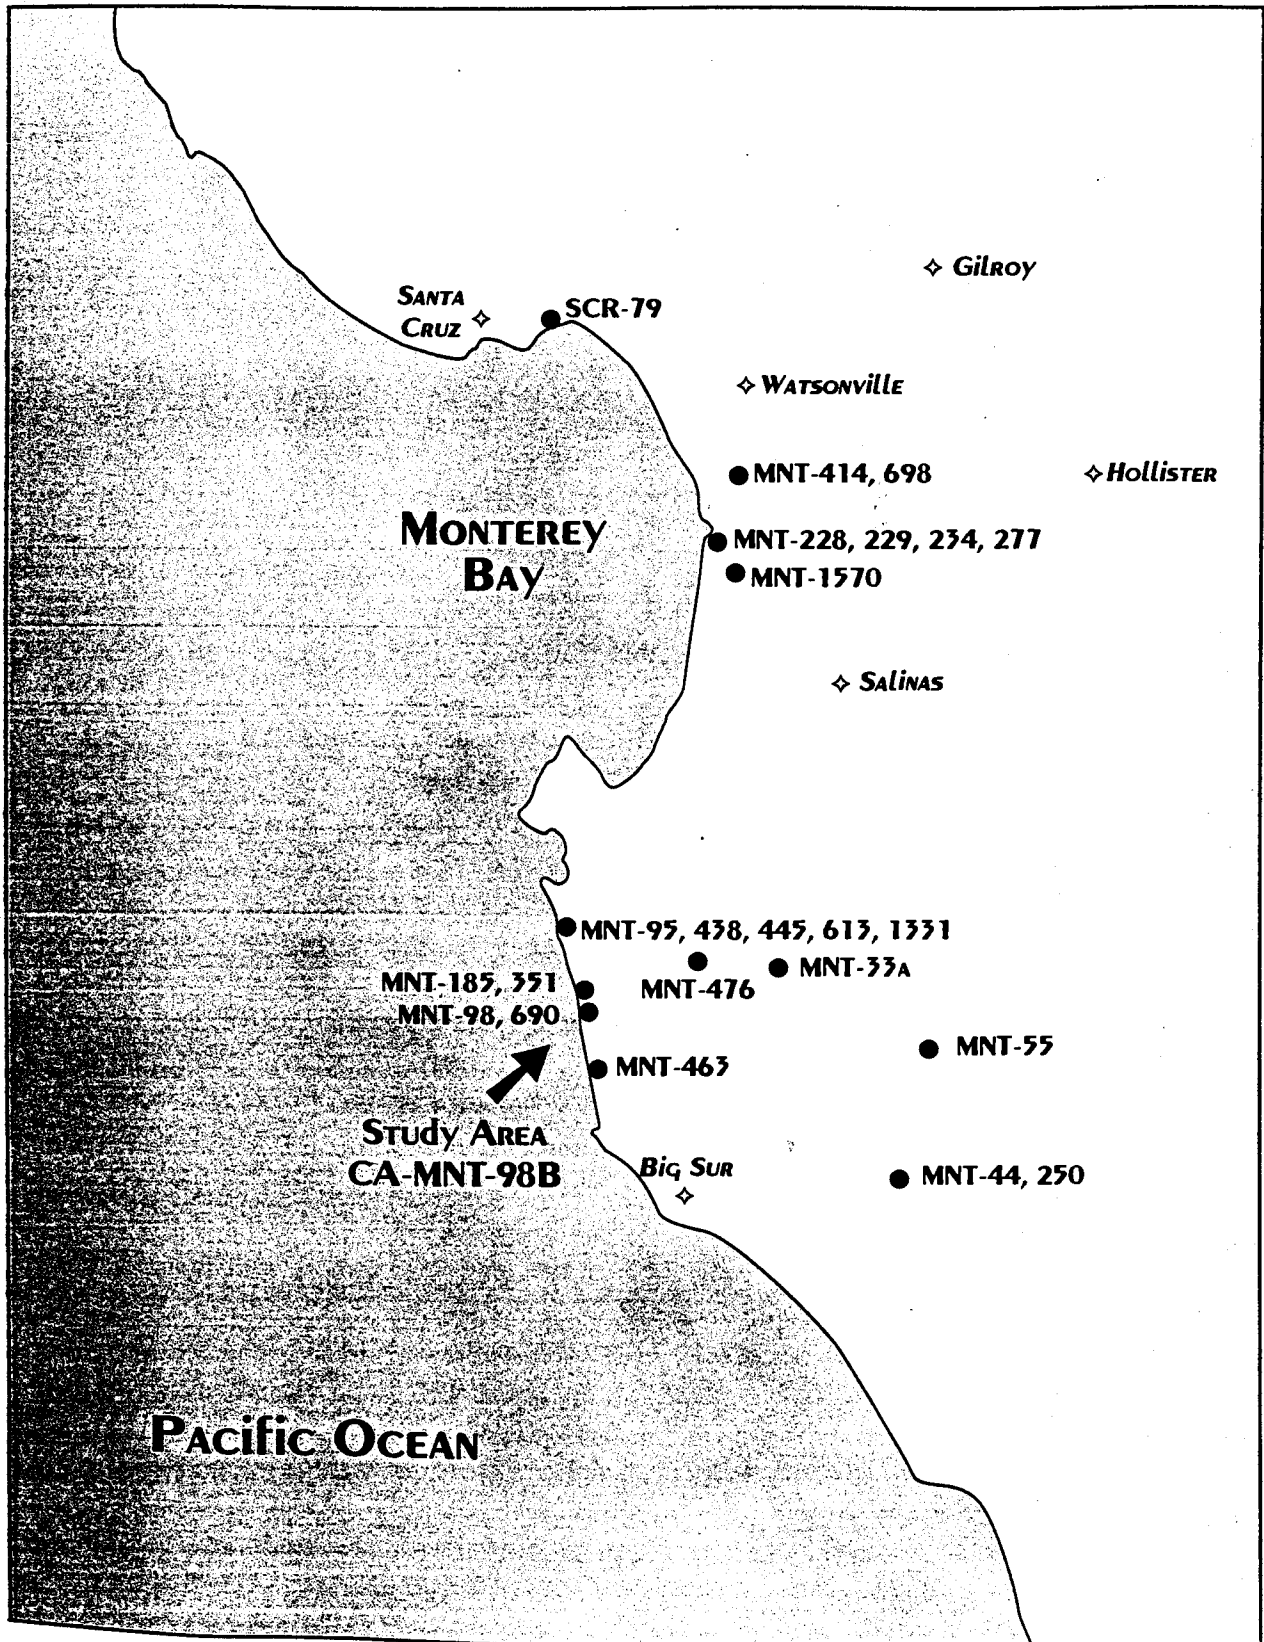 Gilroy
Santa
Cruz
SCR-79
Watsonville
MNT-414, 698
Hollister
Monterey
Bay
MNT-228, 229, 234, 277
MNT-1570
Salinas
MNT-95, 438, 445, 613, 1331
MNT-33A
MNT-185, 351
MNT-476
MNT-98, 690
MNT-55
MNT-463
Study Area
CA-MNT-98B
Big Sur
MNT-44, 250
Pacific Ocean